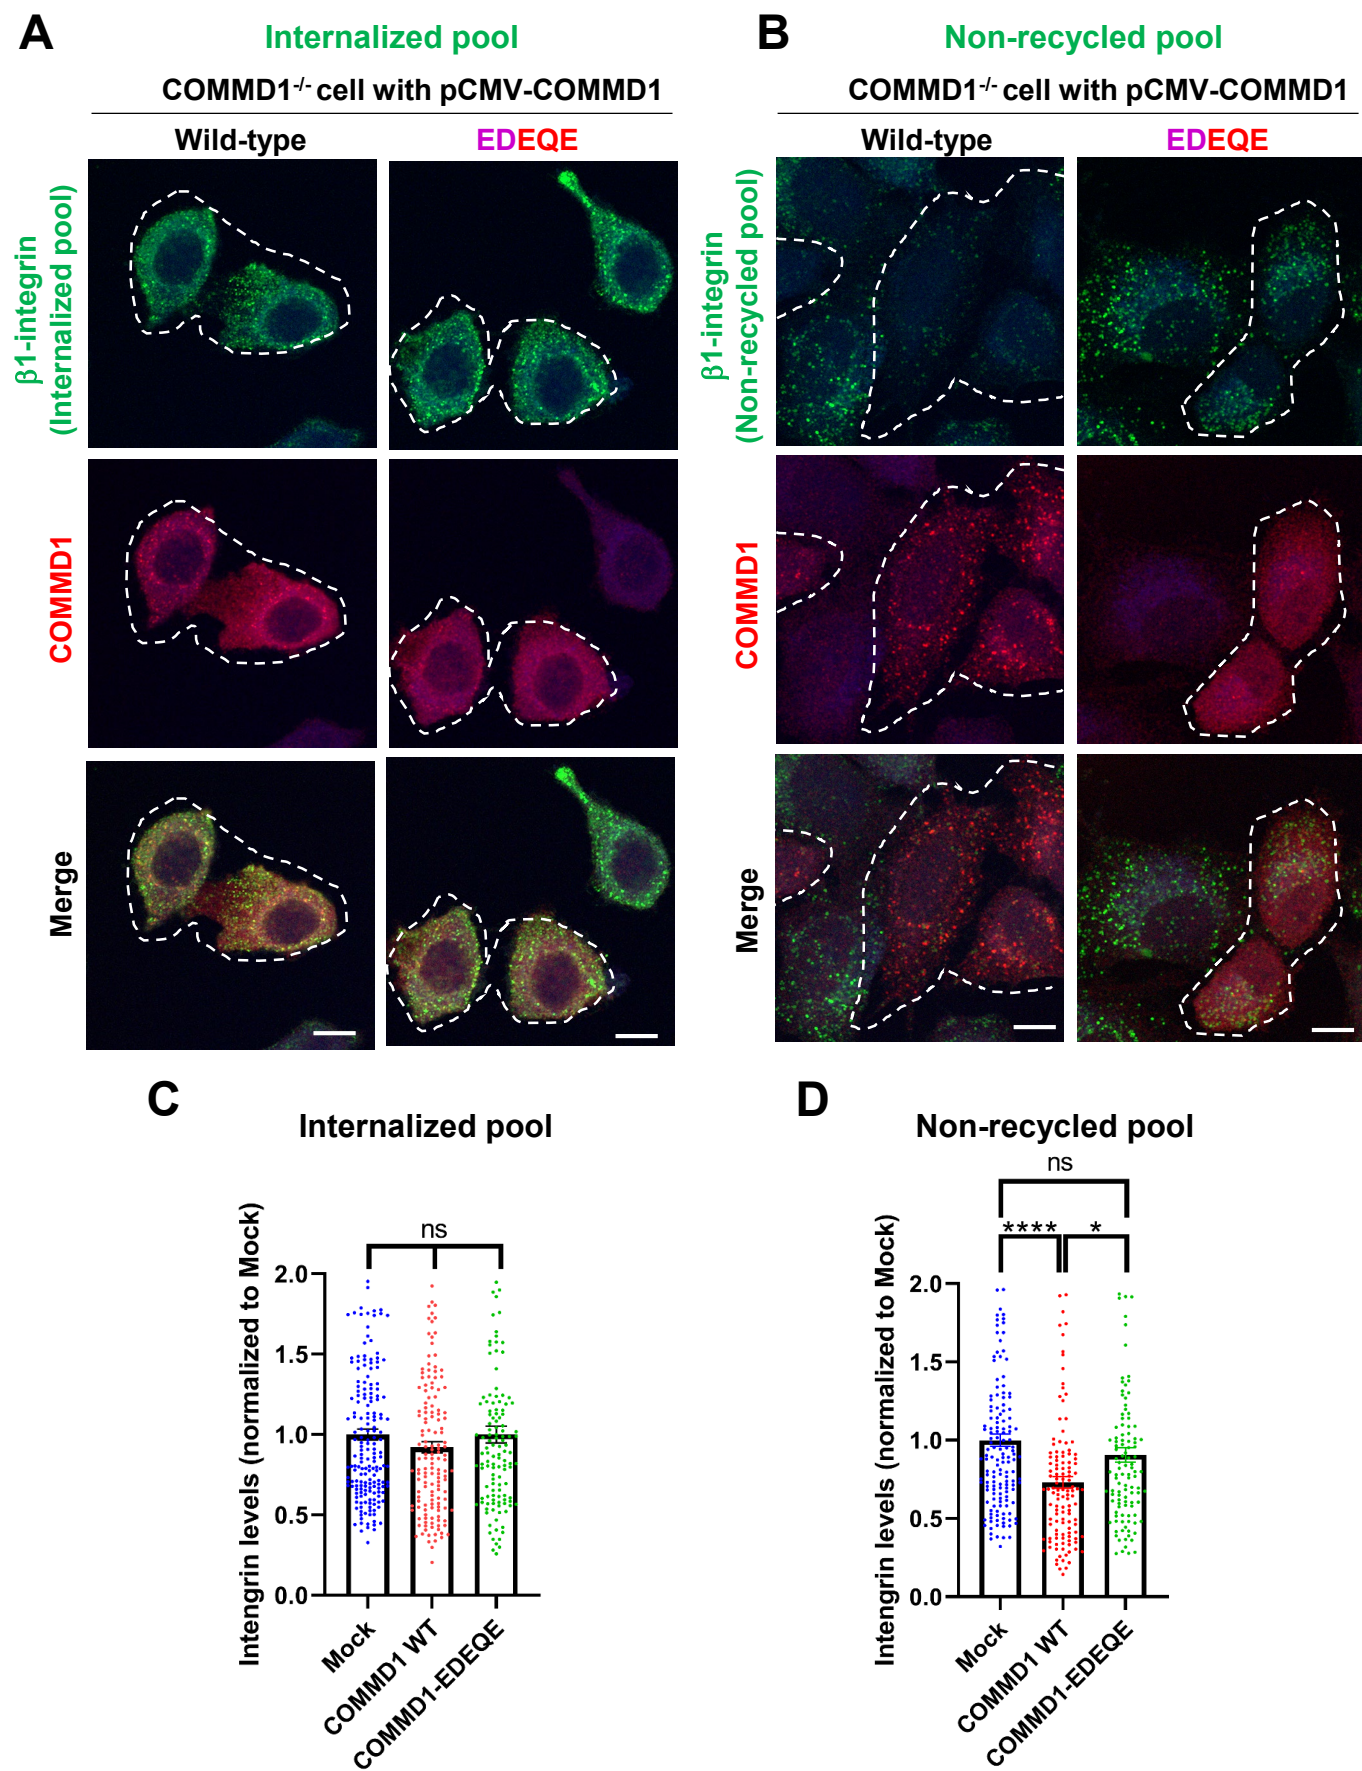 A
Internalized pool
COMMD1-/- cell with pCMV-COMMD1
Wild-type
EDEQE
β1-integrin
(Internalized pool)
COMMD1
Merge
B
Non-recycled pool
COMMD1-/- cell with pCMV-COMMD1
Wild-type
EDEQE
β1-integrin
(Non-recycled pool)
COMMD1
Merge
C
Internalized pool
ns
Intengrin levels (normalized to Mock)
2.0
1.5
1.0
0.5
0.0
Mock
COMMD1 WT
COMMD1-EDEQE
D
Non-recycled pool
ns
**** *
Intengrin levels (normalized to Mock)
2.0
1.5
1.0
0.5
0.0
Mock
COMMD1 WT
COMMD1-EDEQE